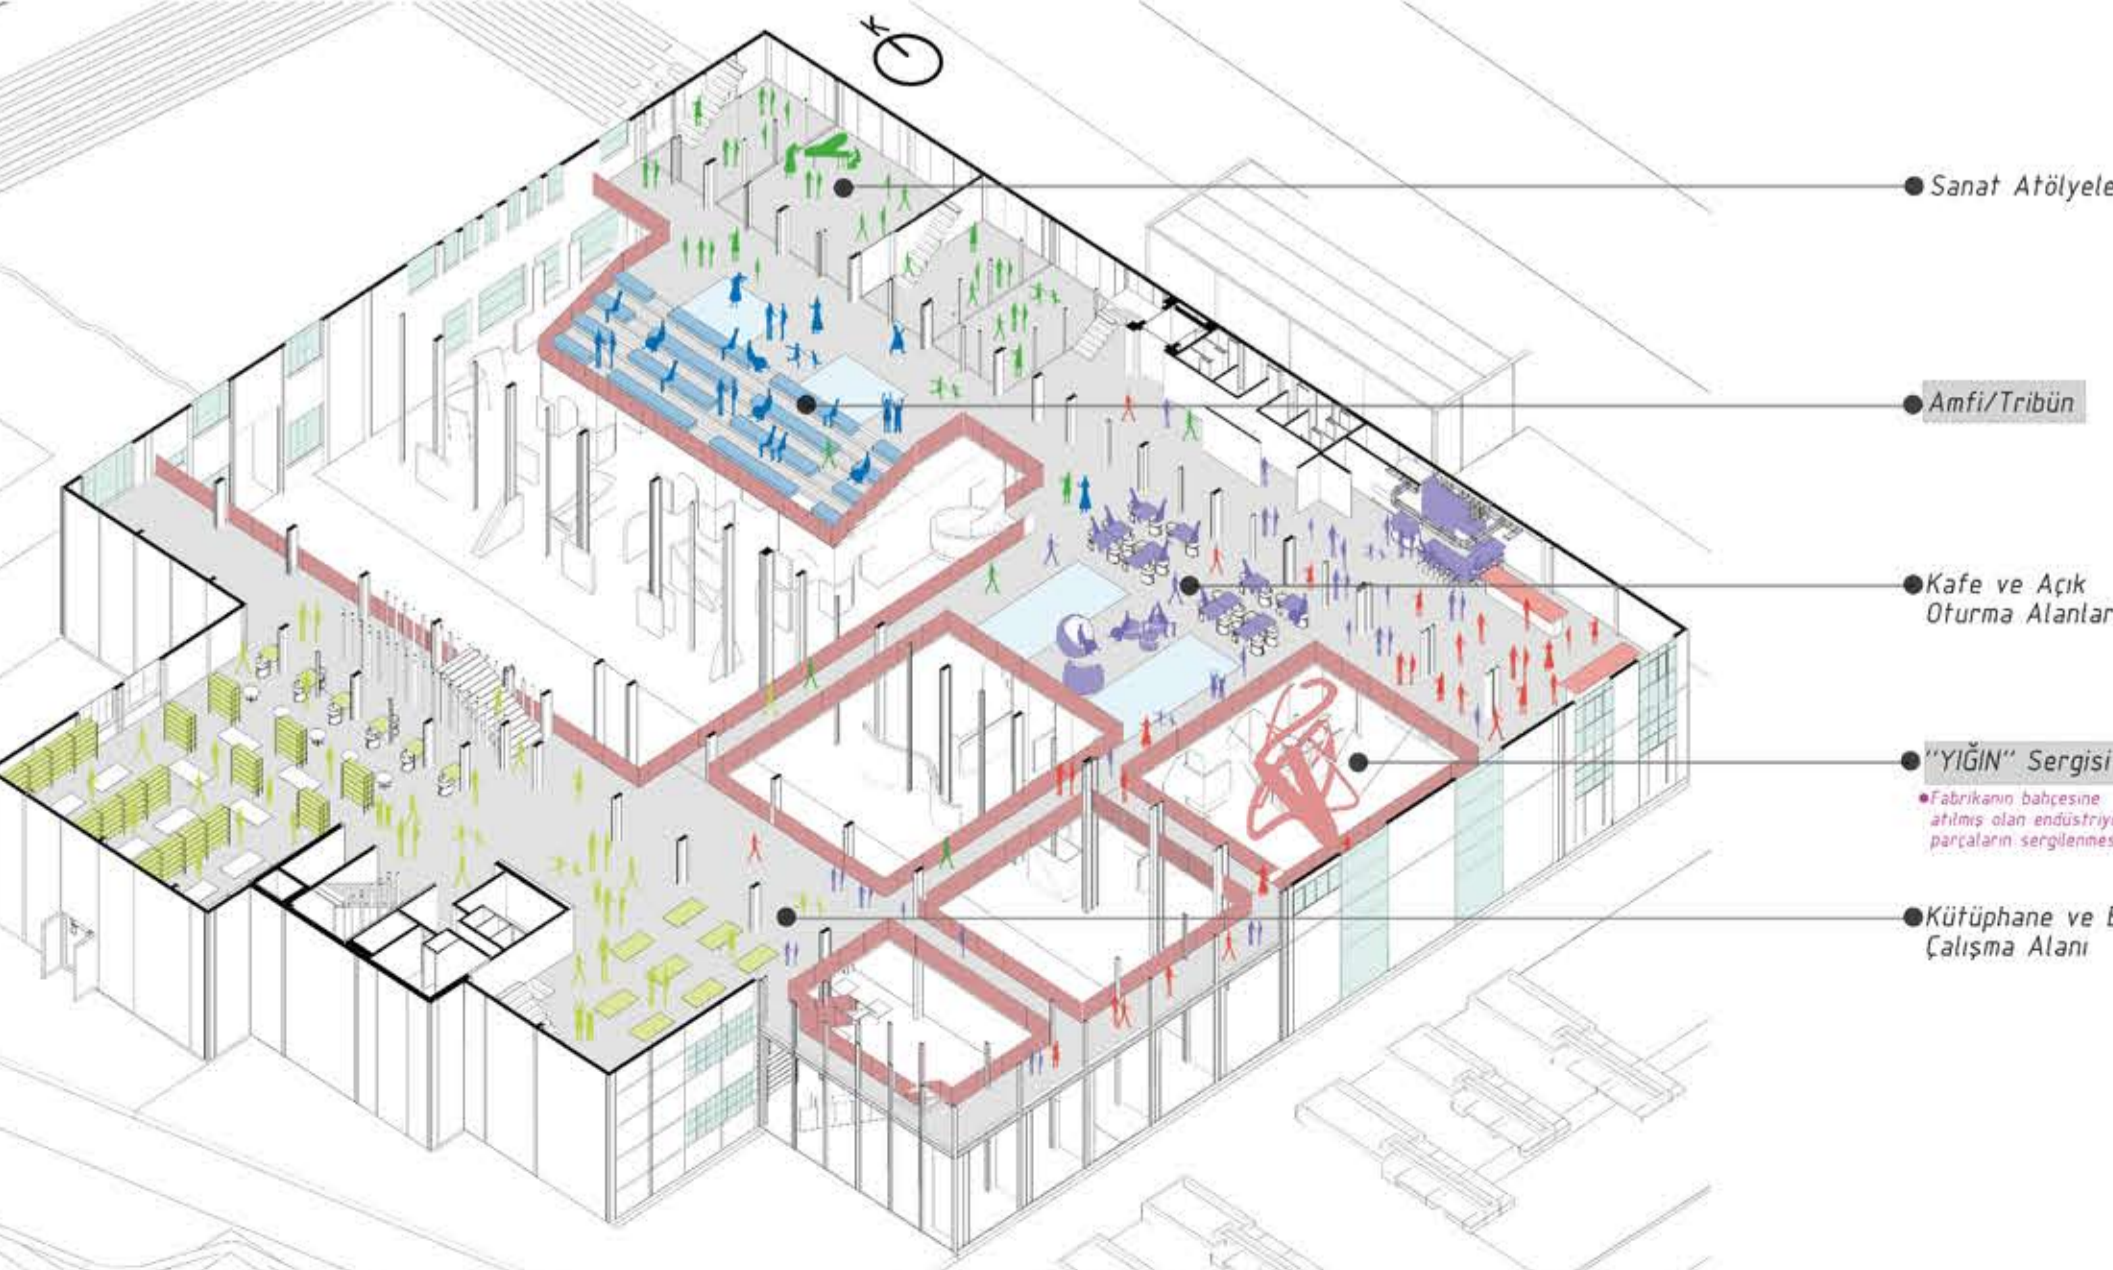 K
Sanat Atölyele
Amfi/Tribün
Kafe ve Açık
Oturma Alanlar
"YIĞIN" Sergisi
Fabrikanın bahçesine
atılmış olan endüstriy
parçaların sergilenmes
Kütüphane ve
Çalışma Alanı